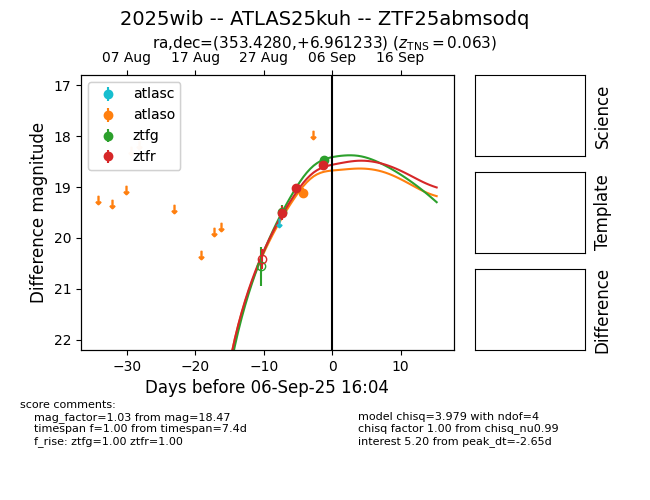 2025wib -- ATLAS25kuh -- ZTF25abmsodq
ra,dec=(353.4280,+6.961233) (zTNS = 0.063)
07 Aug 17 Aug 27 Aug 06 Sep 16 Sep
17
18
19
20
21
22
Difference magnitude
atlasc
atlaso
ztfg
ztfr
−30 −20 −10 0 10
Days before 06-Sep-25 16:04
Science
Template
Difference
score comments:
mag_factor=1.03 from mag=18.47
timespan f=1.00 from timespan=7.4d
f_rise: ztfg=1.00 ztfr=1.00
model chisq=3.979 with ndof=4
chisq factor 1.00 from chisq_nu0.99
interest 5.20 from peak_dt=-2.65d